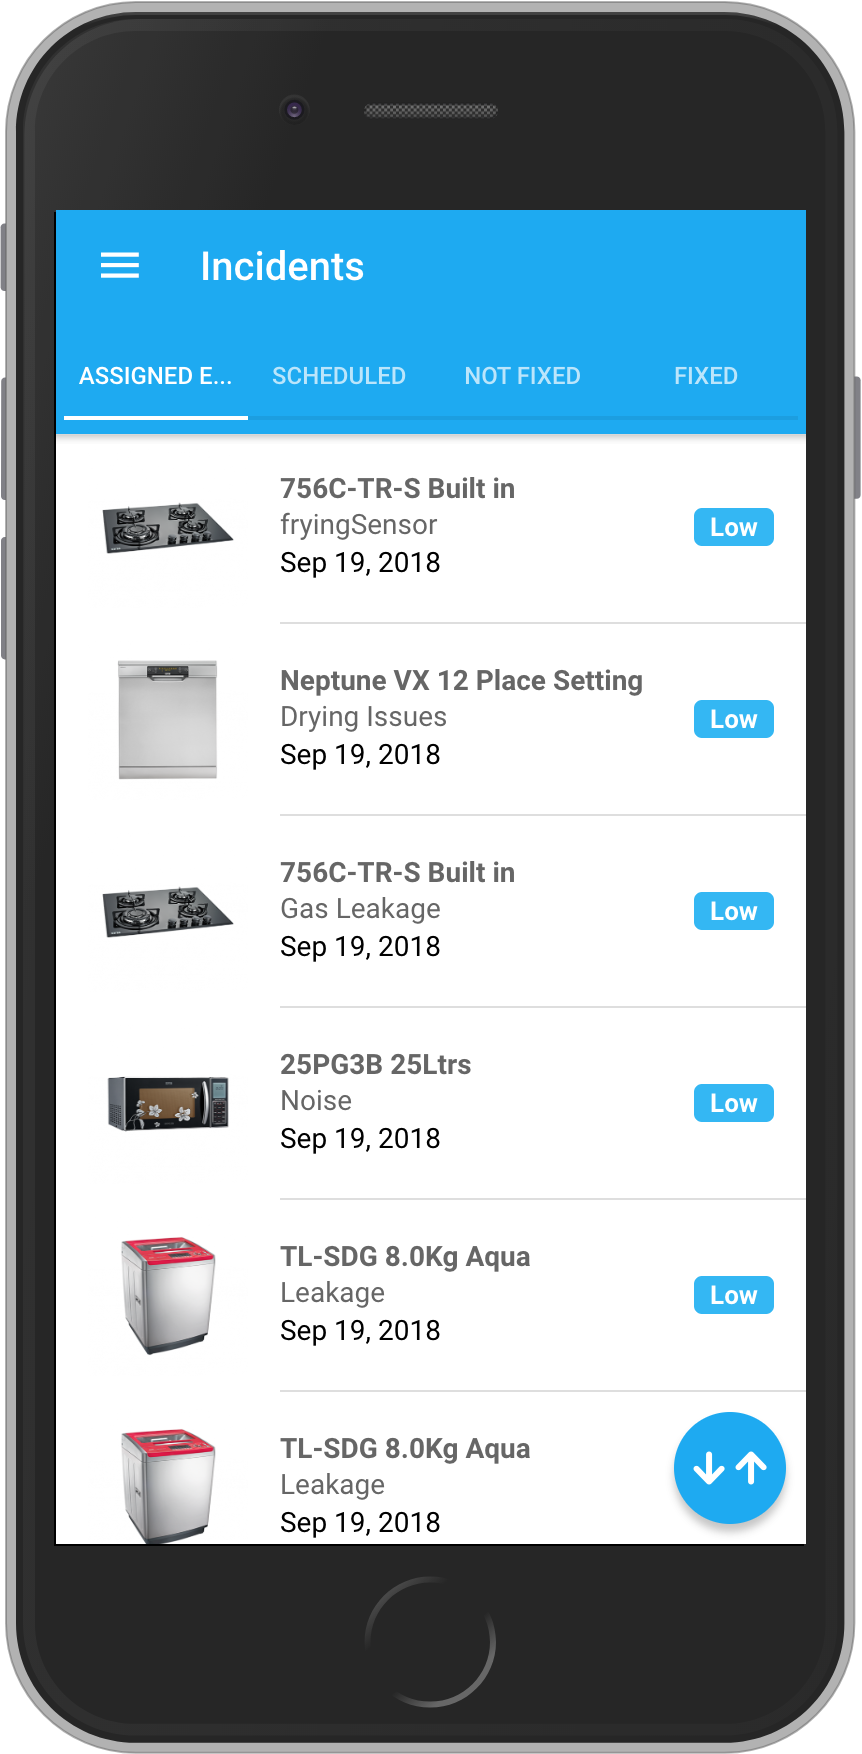 Incidents
ASSIGNED E...
SCHEDULED
NOT FIXED
FIXED
756C-TR-S Built in
fryingSensor
Sep 19, 2018
Low
Neptune VX 12 Place Setting
Drying Issues
Sep 19, 2018
Low
756C-TR-S Built in
Gas Leakage
Sep 19, 2018
Low
25PG3B 25Ltrs
Noise
Sep 19, 2018
Low
TL-SDG 8.0Kg Aqua
Leakage
Sep 19, 2018
Low
TL-SDG 8.0Kg Aqua
Leakage
Sep 19, 2018